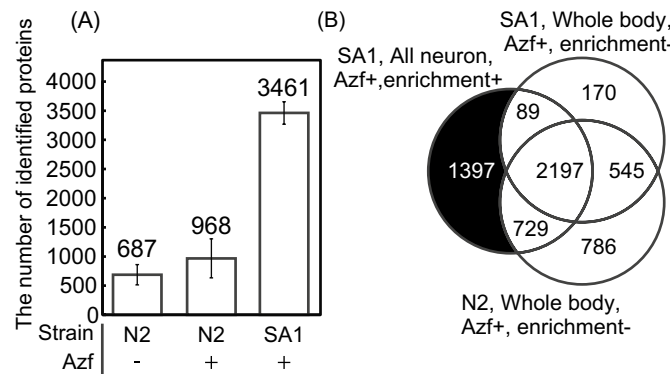 (A)
The number of identified proteins
4000
3500
3000
2500
2000
1500
1000
500
0
687
968
3461
Strain N2 N2 SA1
Azf - + +
(B)
SA1, Whole body,
Azf+, enrichment-
SA1, All neuron,
Azf+,enrichment+
170
89
1397
2197
545
729
786
N2, Whole body,
Azf+, enrichment-